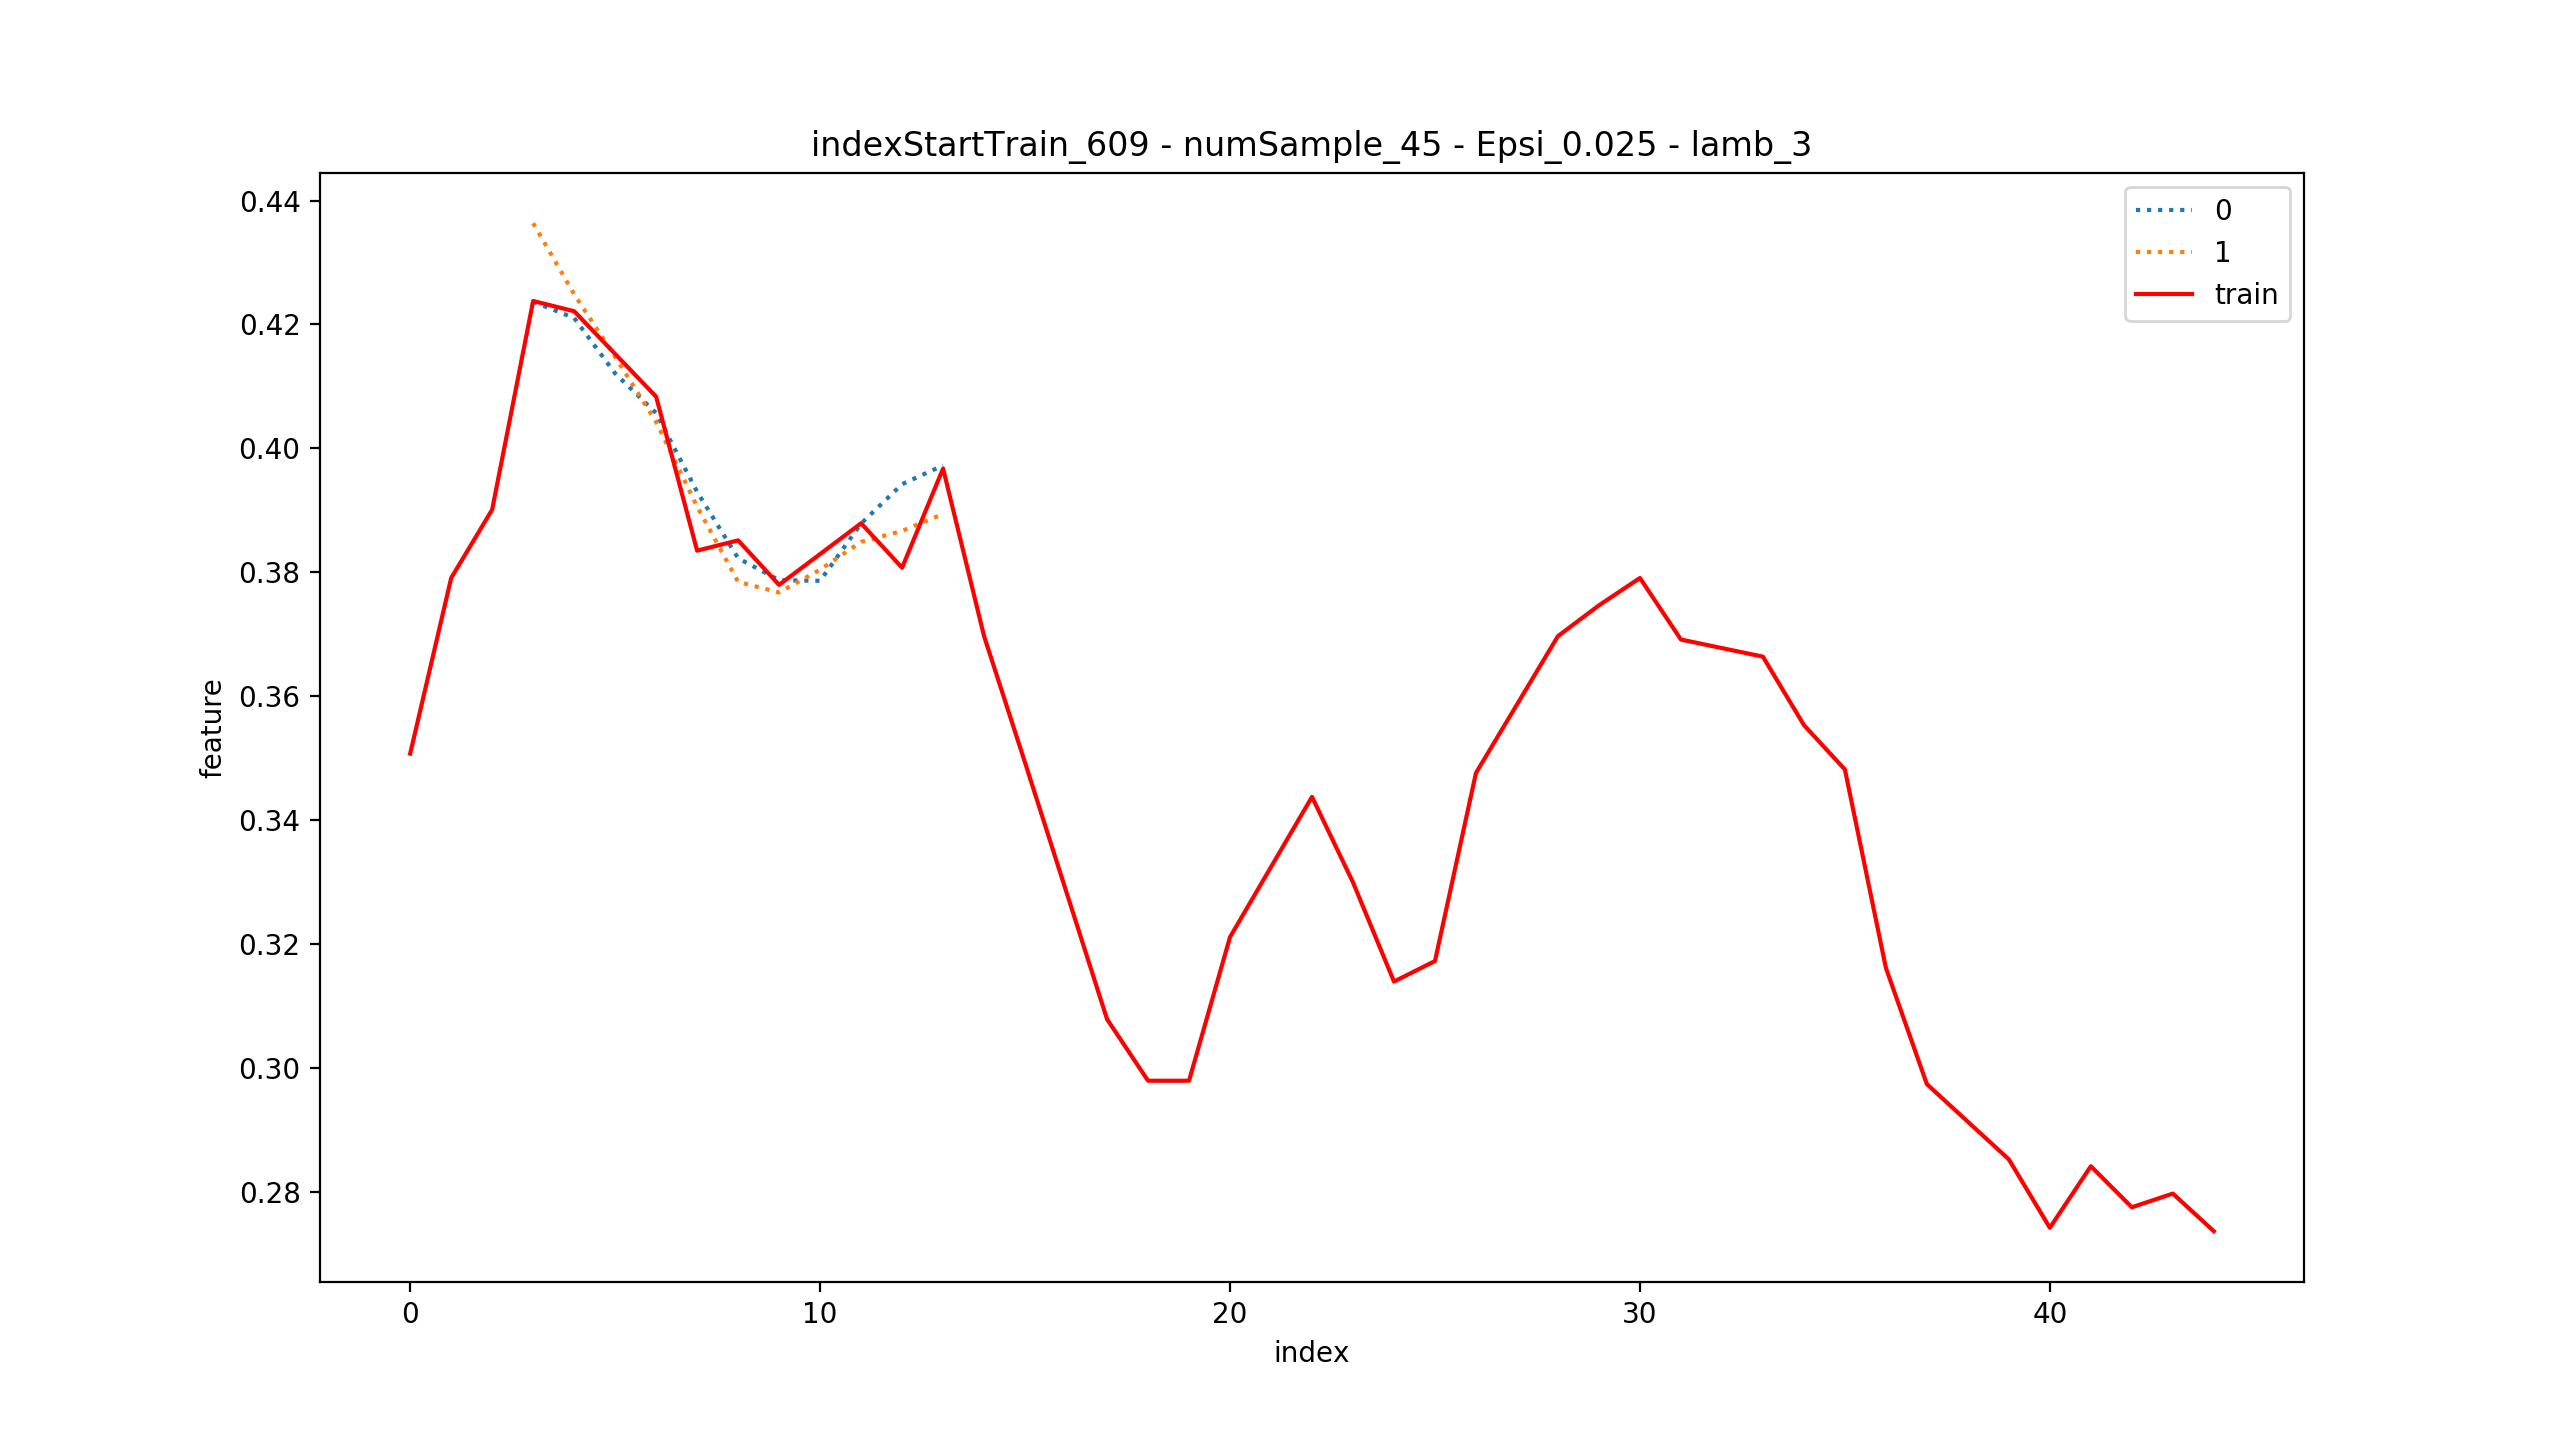 indexStartTrain_609 - numSample_45 - Epsi_0.025 - lamb_3
0
1
train
0.44
0.42
0.40
0.38
0.36
0.34
0.32
0.30
0.28
feature
0 10 20 30 40
index